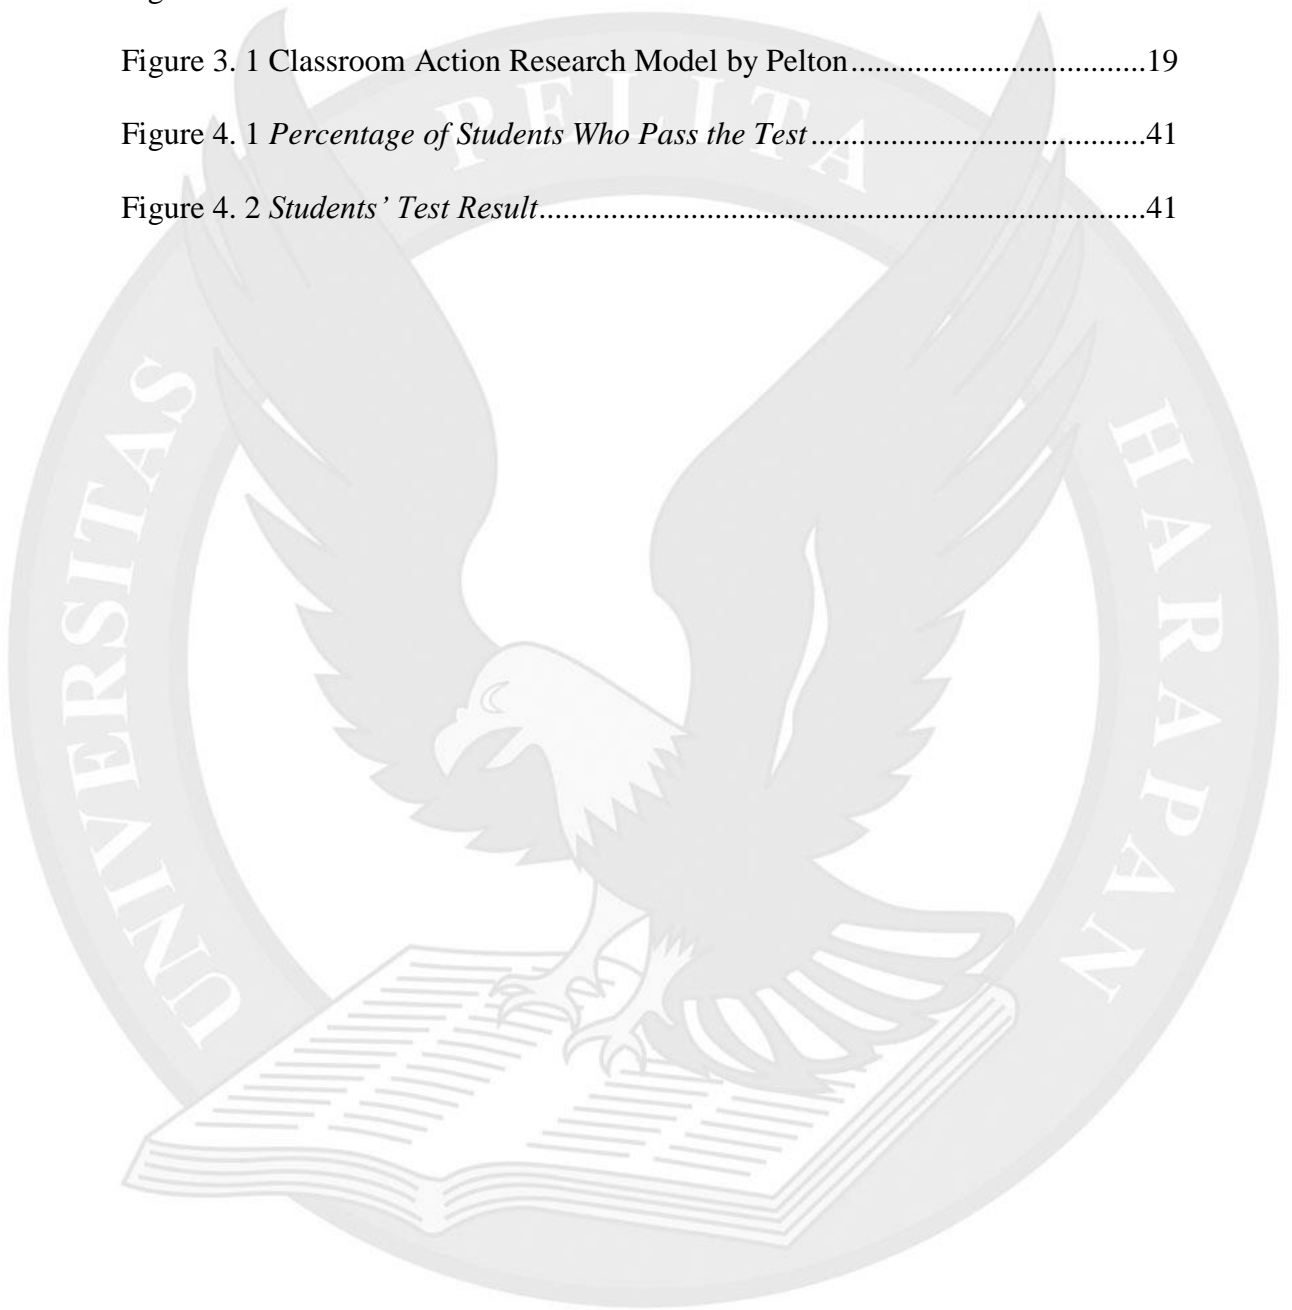 Figure 3. 1 Classroom Action Research Model by Pelton.....................................19
Figure 4. 1 Percentage of Students Who Pass the Test..........................................41
Figure 4. 2 Students' Test Result............................................................................41
UNIVERSITAS PELITA HARAPAN